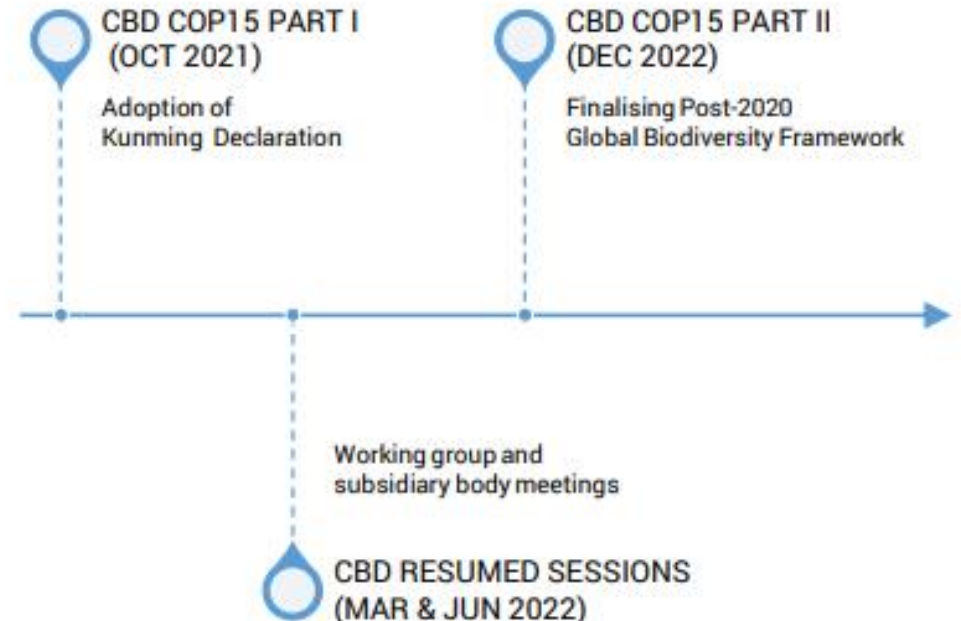 CBD COP15 PART I
(OCT 2021)
Adoption of
Kunming Declaration
CBD COP15 PART II
(DEC 2022)
Finalising Post-2020
Global Biodiversity Framework
Working group and
subsidiary body meetings
CBD RESUMED SESSIONS
(MAR & JUN 2022)